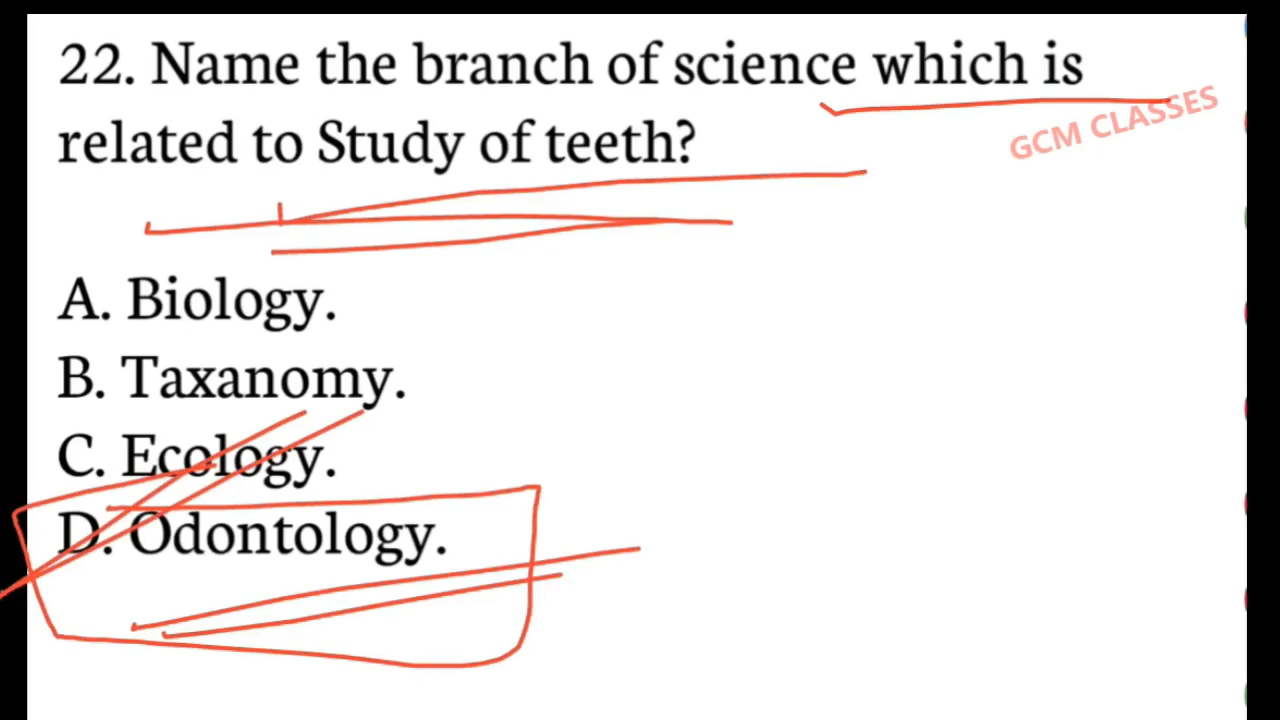 22. Name the branch of science which is
related to Study of teeth?
GCM CLASSES
A. Biology.
B. Taxanomy.
C. Ecology.
D. Odontology.